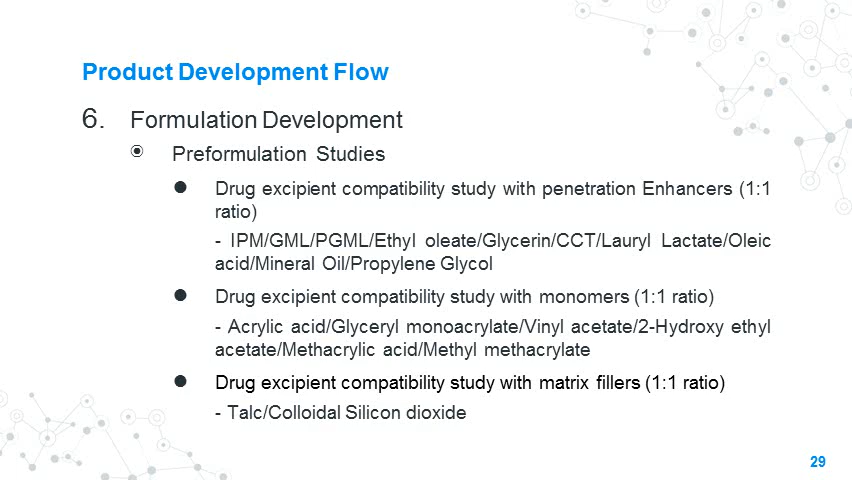 Product Development Flow
6. Formulation Development
Preformulation Studies
Drug excipient compatibility study with penetration Enhancers (1:1
ratio)
- IPM/GML/PGML/Ethyl oleate/Glycerin/CCT/Lauryl Lactate/Oleic
acid/Mineral Oil/Propylene Glycol
Drug excipient compatibility study with monomers (1:1 ratio)
- Acrylic acid/Glyceryl monoacrylate/Vinyl acetate/2-Hydroxy ethyl
acetate/Methacrylic acid/Methyl methacrylate
Drug excipient compatibility study with matrix fillers (1:1 ratio)
- Talc/Colloidal Silicon dioxide
29